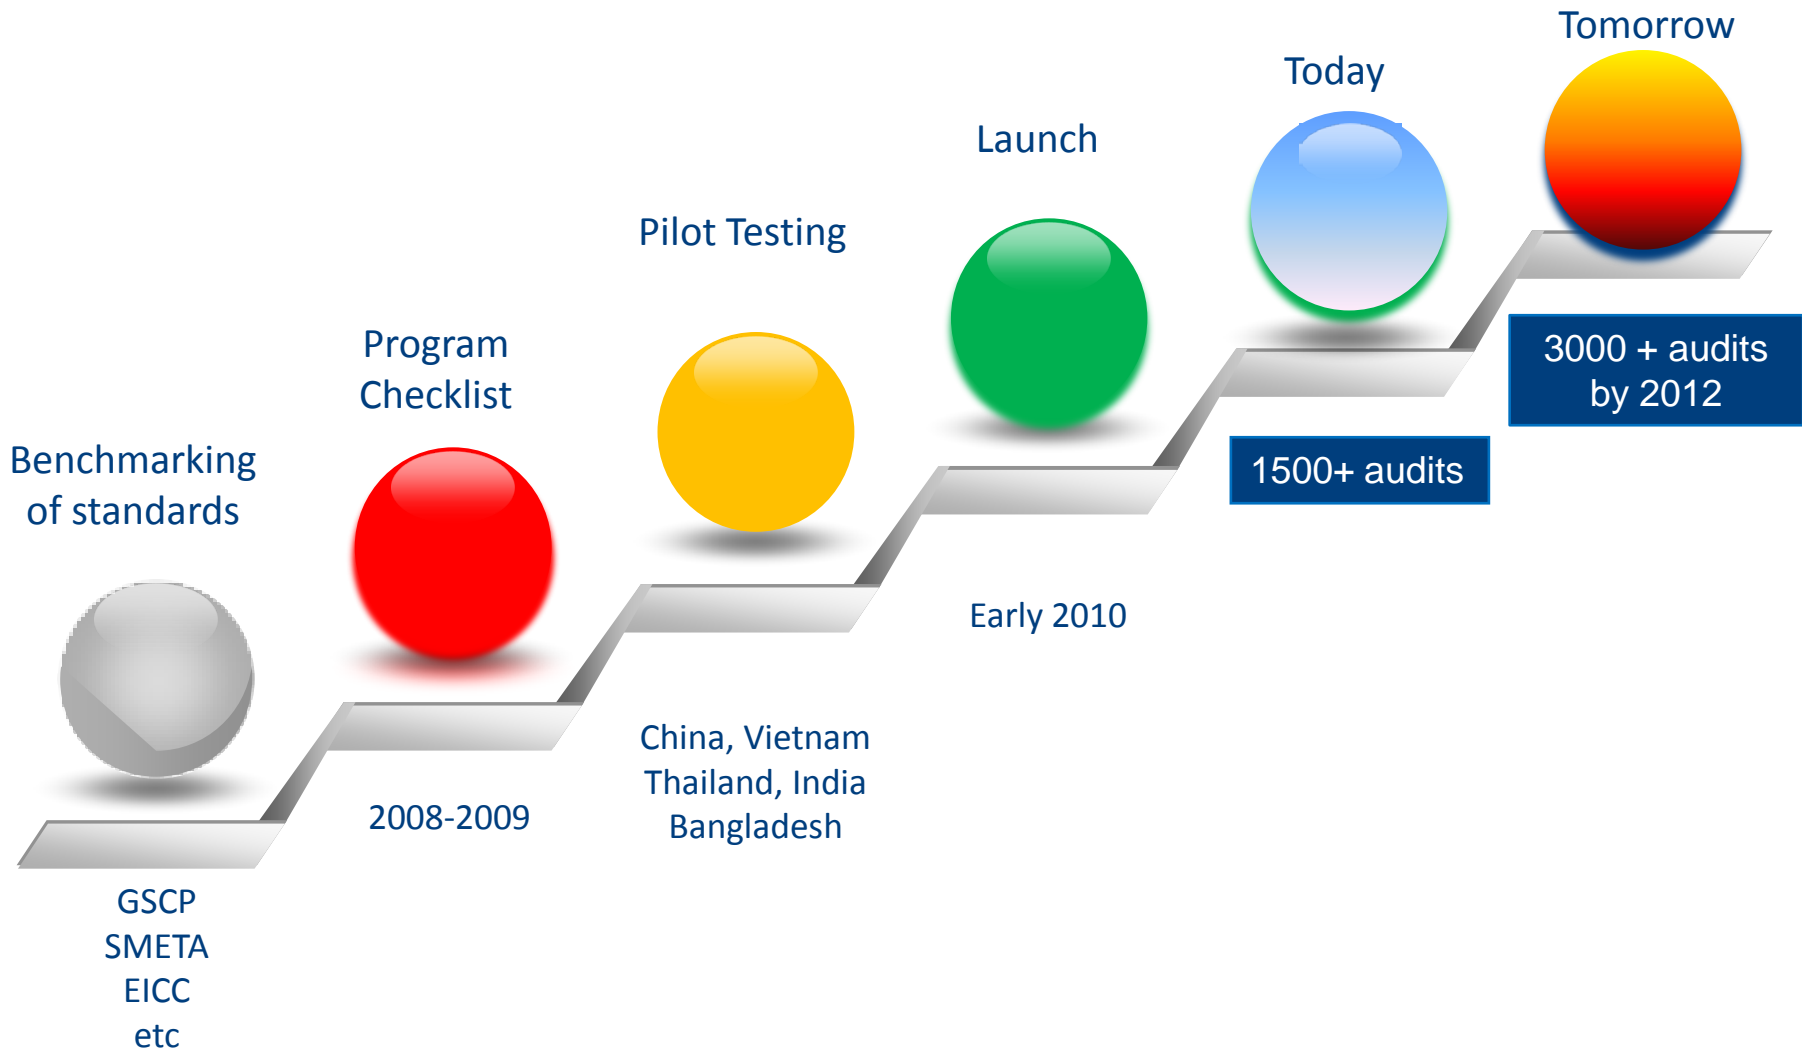 Benchmarking
of standards
GSCP
SMETA
EICC
etc
Program
Checklist
2008-2009
Pilot Testing
China, Vietnam
Thailand, India
Bangladesh
Launch
Early 2010
Today
1500+ audits
Tomorrow
3000 + audits
by 2012